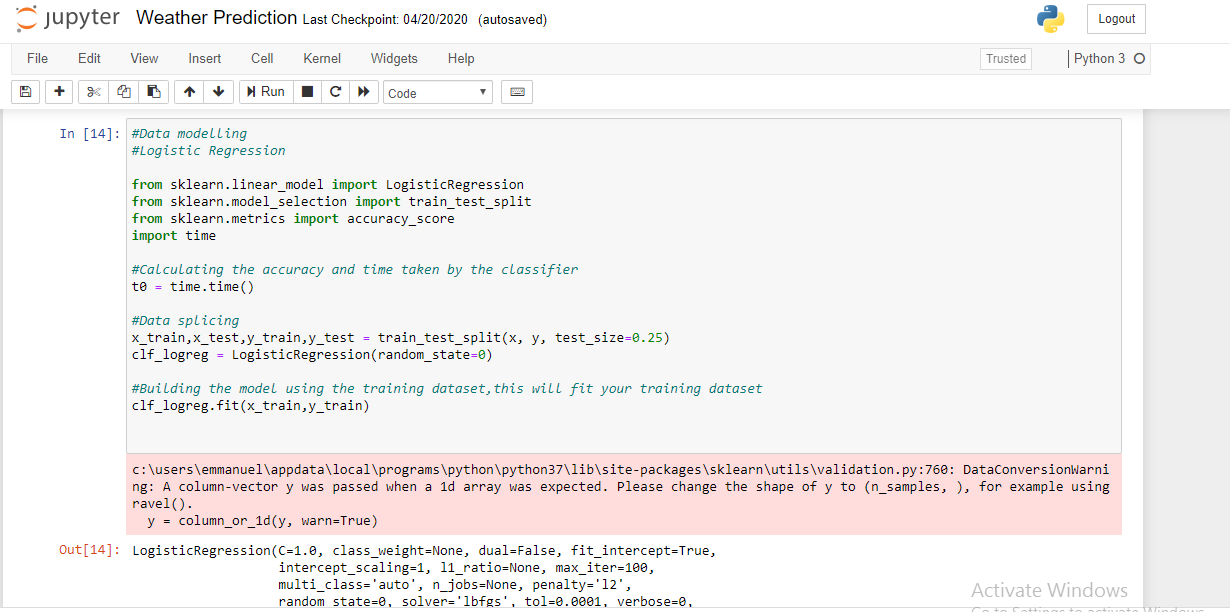 jupyter Weather Prediction Last Checkpoint: 04/20/2020 (autosaved)
Logout
File Edit View Insert Cell Kernel Widgets Help
Trusted
Python 3
Run
Code
In [14]:
#Data modelling
#Logistic Regression
from sklearn.linear_model import LogisticRegression
from sklearn.model_selection import train_test_split
from sklearn.metrics import accuracy_score
import time
#Calculating the accuracy and time taken by the classifier
t0 = time.time()
#Data splicing
x_train,x_test,y_train,y_test = train_test_split(x, y, test_size=0.25)
clf_logreg = LogisticRegression(random_state=0)
#Building the model using the training dataset,this will fit your training dataset
clf_logreg.fit(x_train,y_train)
c:\users\emmanuel\appdata\local\programs\python\python37\lib\site-packages\sklearn\utils\validation.py:760: DataConversionWarni
ng: A column-vector y was passed when a 1d array was expected. Please change the shape of y to (n_samples, ), for example using
ravel().
y = column_or_1d(y, warn=True)
Out[14]:
LogisticRegression(C=1.0, class_weight=None, dual=False, fit_intercept=True,
intercept_scaling=1, l1_ratio=None, max_iter=100,
multi_class='auto', n_jobs=None, penalty='l2',
random_state=0, solver='lbfgs', tol=0.0001, verbose=0,
Activate Windows
Go to Settings to activate Windows.